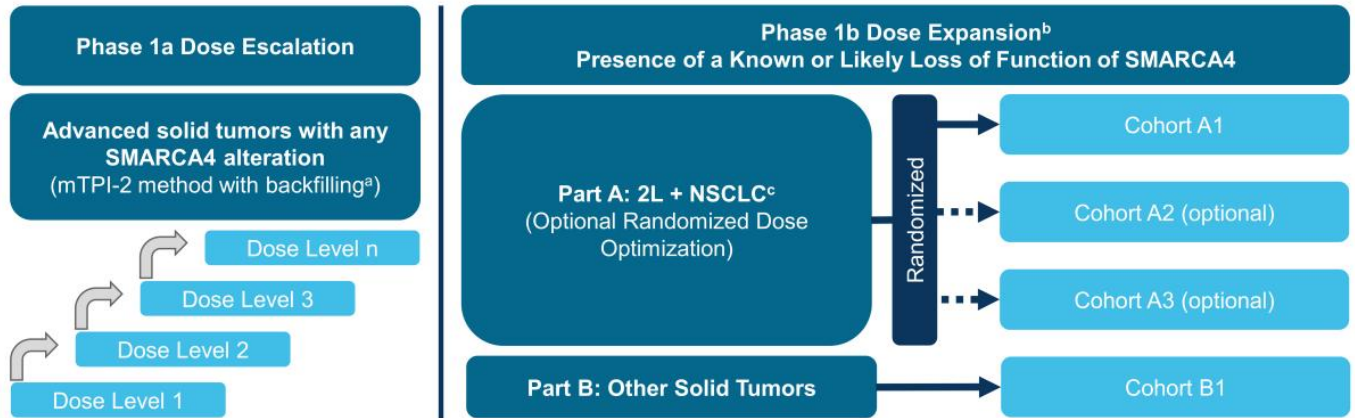 Phase 1a Dose Escalation
Advanced solid tumors with any
SMARCA4 alteration
(mTPI-2 method with backfillingᵃ)
Dose Level n
Dose Level 3
Dose Level 2
Dose Level 1
Phase 1b Dose Expansionᵇ
Presence of a Known or Likely Loss of Function of SMARCA4
Part A: 2L + NSCLCᶜ
(Optional Randomized Dose
Optimization)
Randomized
Cohort A1
Cohort A2 (optional)
Cohort A3 (optional)
Part B: Other Solid Tumors
Cohort B1